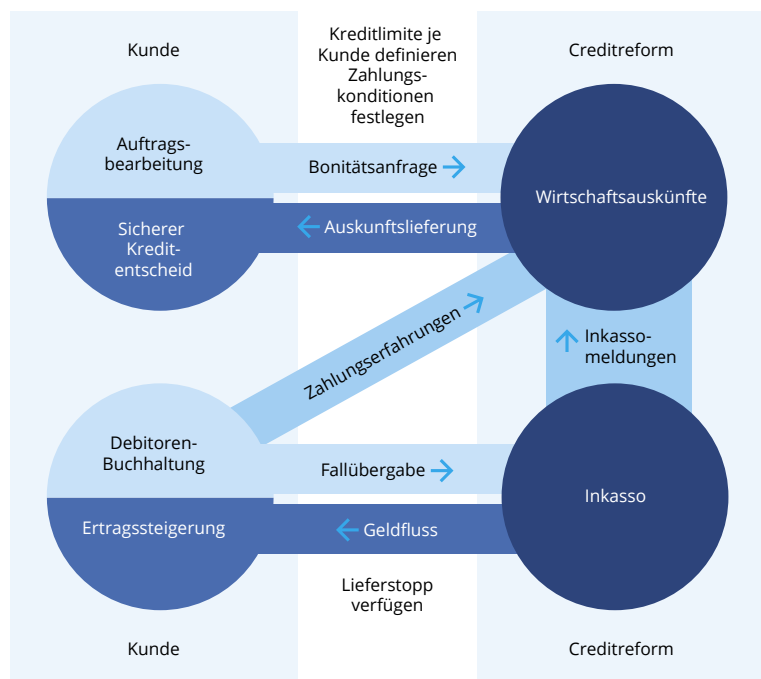 Kunde
Kreditlimite je
Kunde definieren
Zahlungs-
konditionen
festlegen
Creditreform
Auftrags-
bearbeitung
Bonitätsanfrage
Wirtschaftsauskünfte
Sicherer
Kredit-
entscheid
Auskunftslieferung
Zahlungserfahrungen
Inkasso-
meldungen
Debitoren-
Buchhaltung
Fallübergabe
Inkasso
Ertragssteigerung
Geldfluss
Lieferstopp
verfügen
Kunde
Creditreform